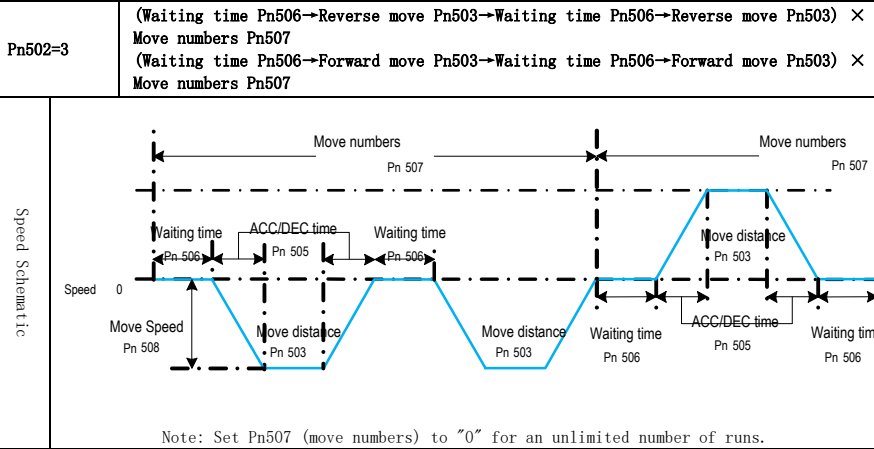 Pn502=3
(Waiting time Pn506→Reverse move Pn503→Waiting time Pn506→Reverse move Pn503) ×
Move numbers Pn507
(Waiting time Pn506→Forward move Pn503→Waiting time Pn506→Forward move Pn503) ×
Move numbers Pn507
Speed Schematic
Move numbers
Pn 507
Move numbers
Pn 507
Waiting time
Pn 506
ACC/DEC time
Pn 505
Waiting time
Pn 506
Move distance
Pn 503
Speed 0
Move Speed
Pn 508
Move distance
Pn 503
Move distance
Pn 503
Waiting time
Pn 506
ACC/DEC time
Pn 505
Waiting tim
Pn 506
Note: Set Pn507 (move numbers) to "0" for an unlimited number of runs.